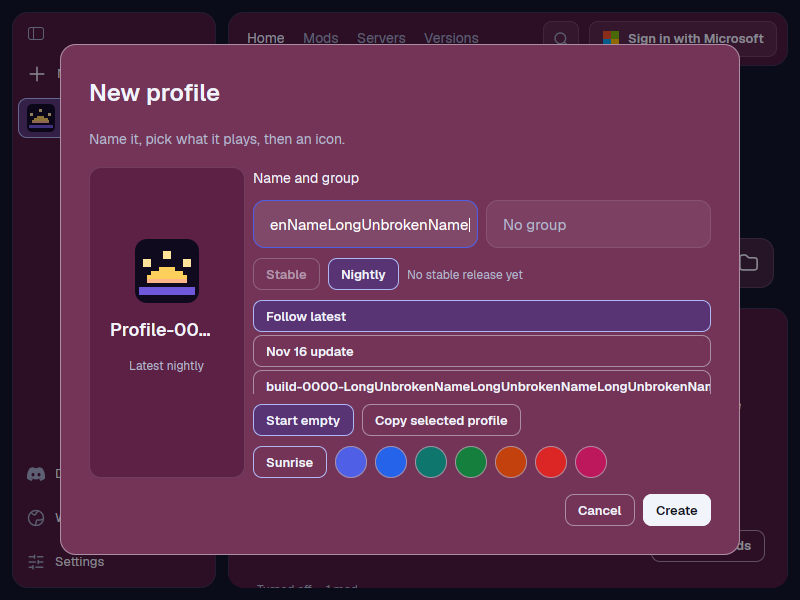 Home Mods Servers Versions Sign in with Microsoft
New profile
Name it, pick what it plays, then an icon.
Name and group
enNameLongUnbrokenName No group
Stable Nightly No stable release yet
Profile-00...
Latest nightly
Follow latest
Nov 16 update
build-0000-LongUnbrokenNameLongUnbrokenNameLongUnbrokenNam
Start empty Copy selected profile
Sunrise
Cancel Create
Settings